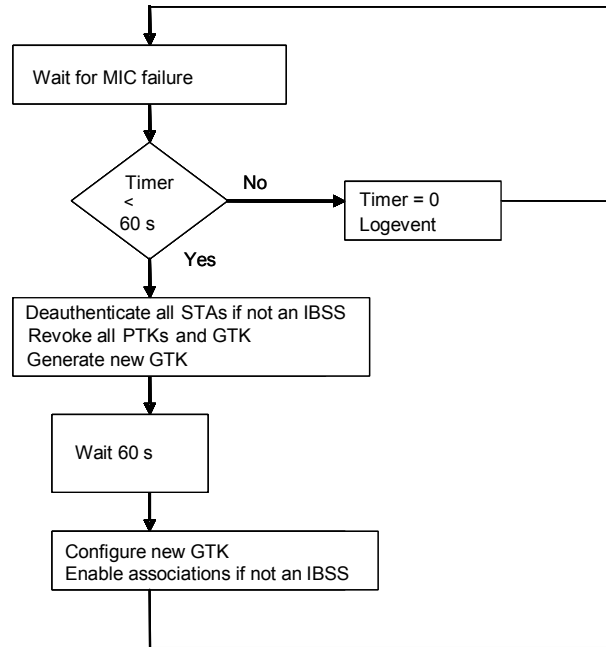 Wait for MIC failure
Timer
<
60 s
No
Timer = 0
Logevent
Yes
Deauthenticate all STAs if not an IBSS
Revoke all PTKs and GTK
Generate new GTK
Wait 60 s
Configure new GTK
Enable associations if not an IBSS